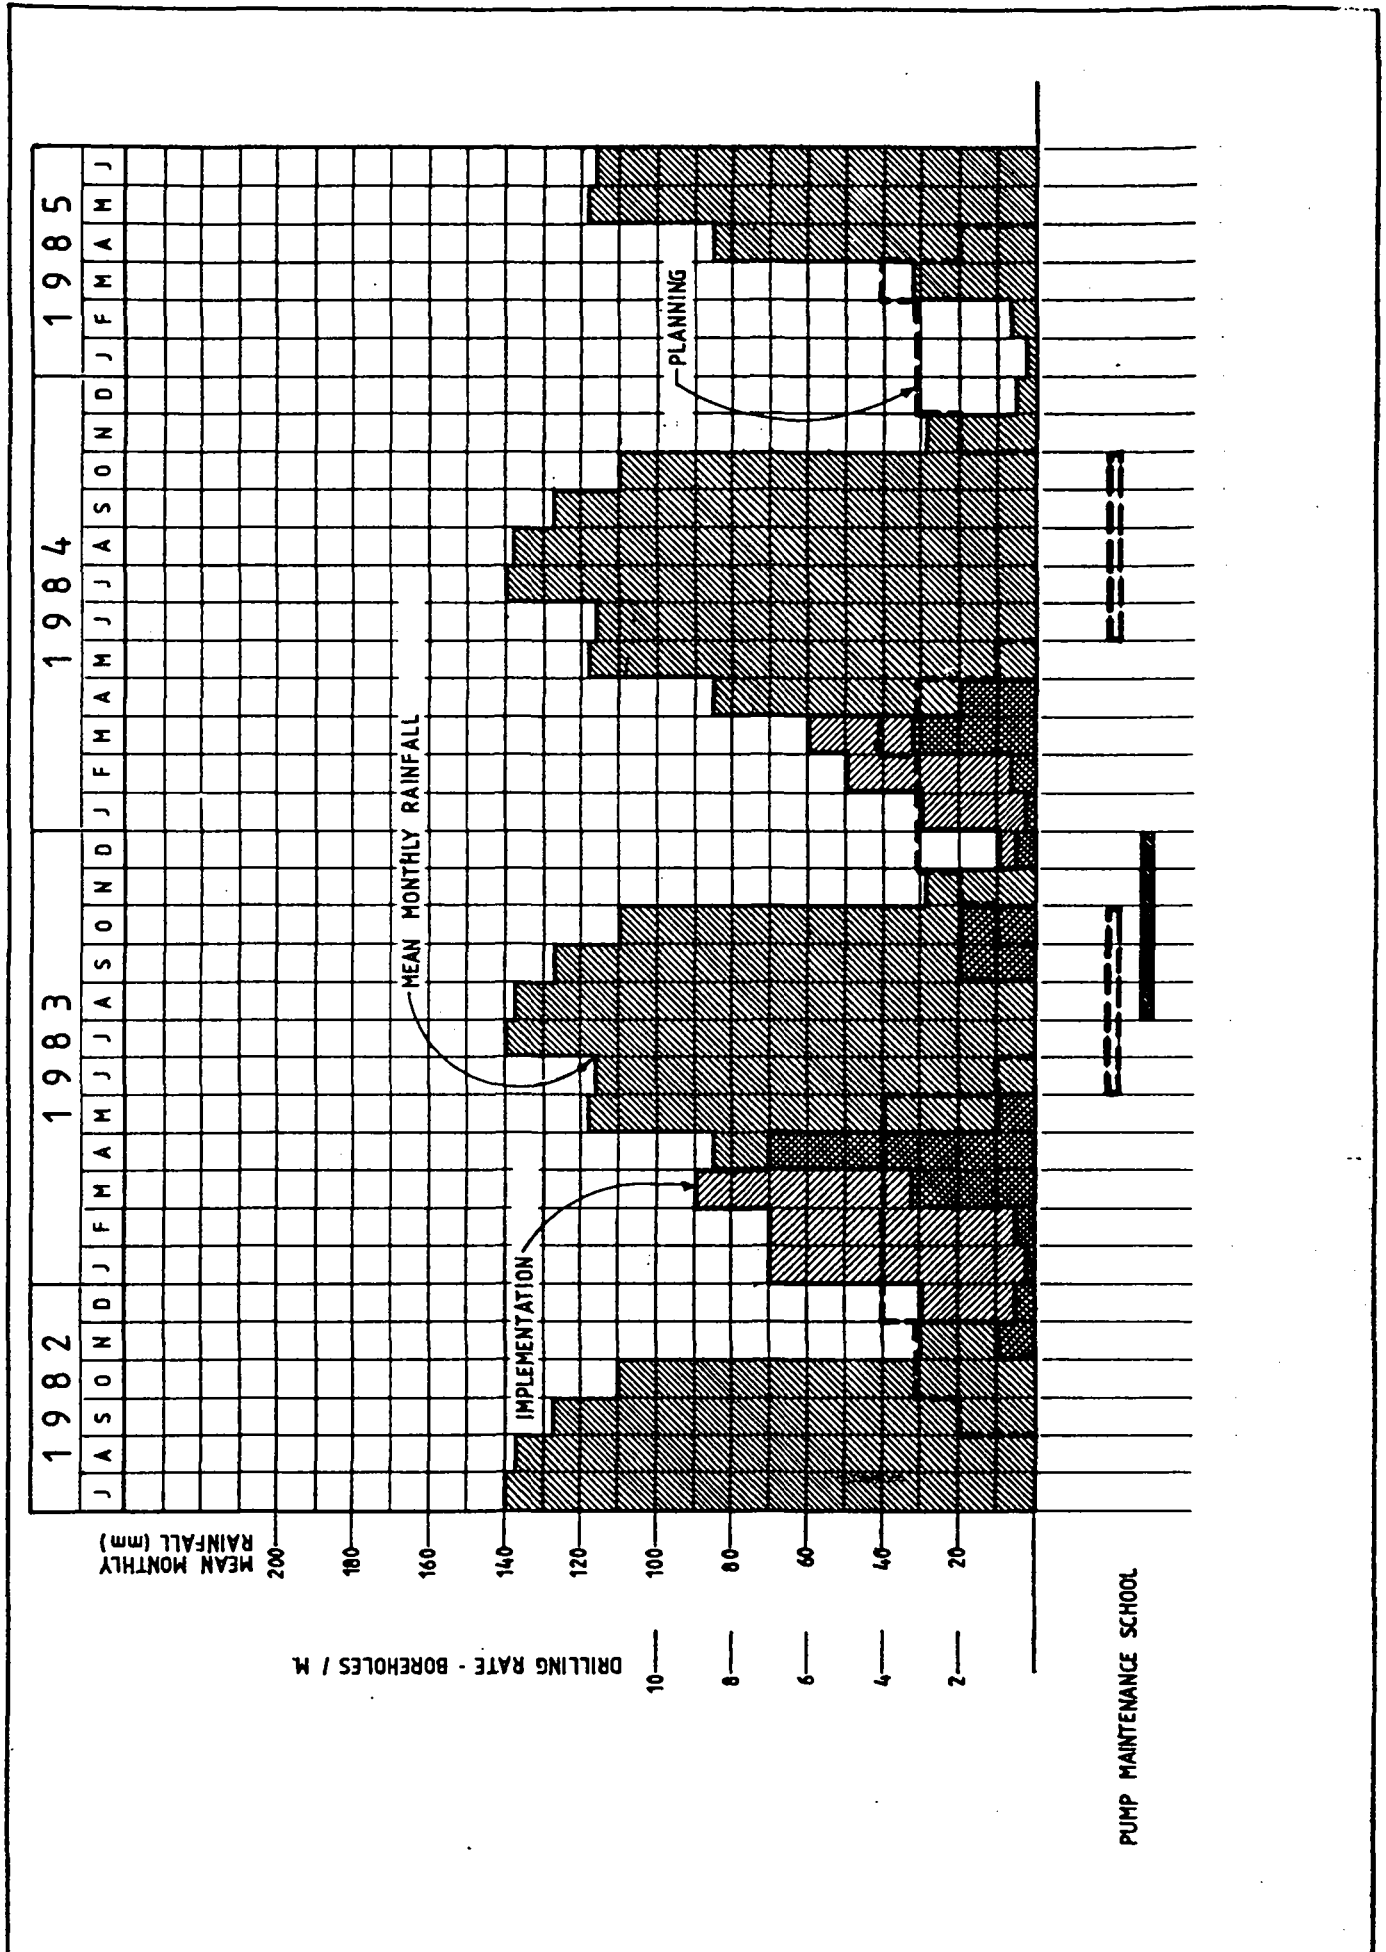 1982 1983 1984 1985
J A S O N D J F M A M J J A S O N D J F M A M J J A S O N D J F M A M J
MEAN MONTHLY
RAINFALL (mm)
200
180
160
140
120
100
80
60
40
20
DRILLING RATE - BOREHOLES / M.
10
8
6
4
2
IMPLEMENTATION
MEAN MONTHLY RAINFALL
PLANNING
PUMP MAINTENANCE SCHOOL